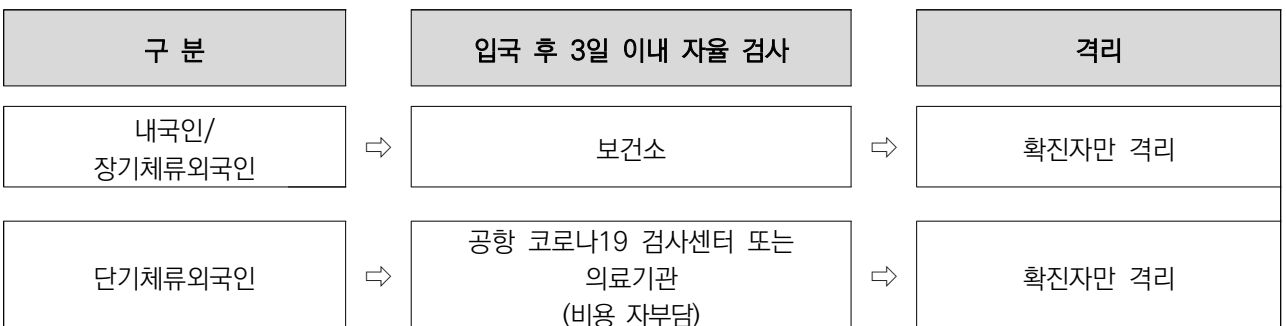 구 분
입국 후 3일 이내 자율 검사
격리
내국인/
장기체류외국인
⇨
보건소
⇨
확진자만 격리
단기체류외국인
⇨
공항 코로나19 검사센터 또는
의료기관
(비용 자부담)
⇨
확진자만 격리